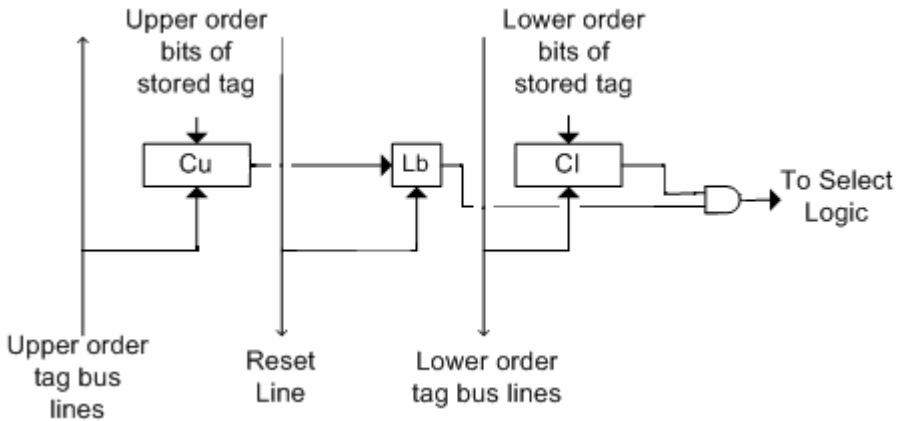 Upper order
bits of
stored tag
Lower order
bits of
stored tag
Cu
Lb
Cl
To Select
Logic
Upper order
tag bus
lines
Reset
Line
Lower order
tag bus lines